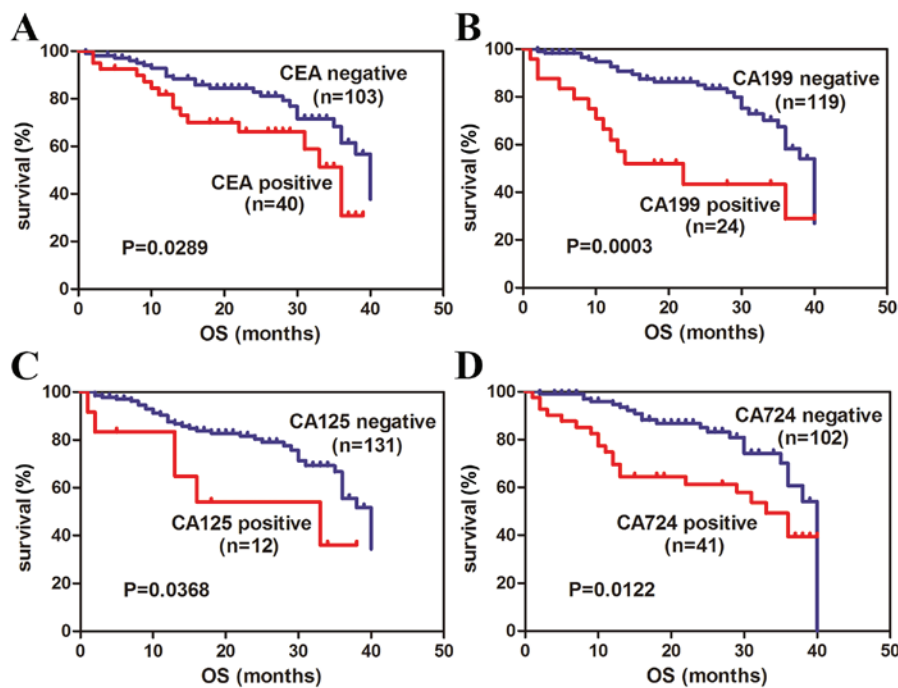 A
100
80
60
40
20
0
survival (%)
CEA negative
(n=103)
CEA positive
(n=40)
P=0.0289
0 10 20 30 40 50
OS (months)
B
100
80
60
40
20
0
survival (%)
CA199 negative
(n=119)
CA199 positive
(n=24)
P=0.0003
0 10 20 30 40 50
OS (months)
C
100
80
60
40
20
0
survival (%)
CA125 negative
(n=131)
CA125 positive
(n=12)
P=0.0368
0 10 20 30 40 50
OS (months)
D
100
80
60
40
20
0
survival (%)
CA724 negative
(n=102)
CA724 positive
(n=41)
P=0.0122
0 10 20 30 40 50
OS (months)